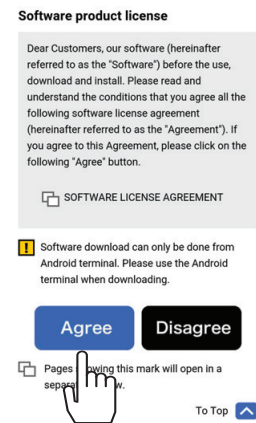 Software product license
Dear Customers, our software (hereinafter
referred to as the "Software") before the use,
download and install. Please read and
understand the conditions that you agree all the
following software license agreement
(hereinafter referred to as the "Agreement"). If
you agree to this Agreement, please click on the
following "Agree" button.
SOFTWARE LICENSE AGREEMENT
Software download can only be done from
Android terminal. Please use the Android
terminal when downloading.
Agree Disagree
Pages this mark will open in a
To Top